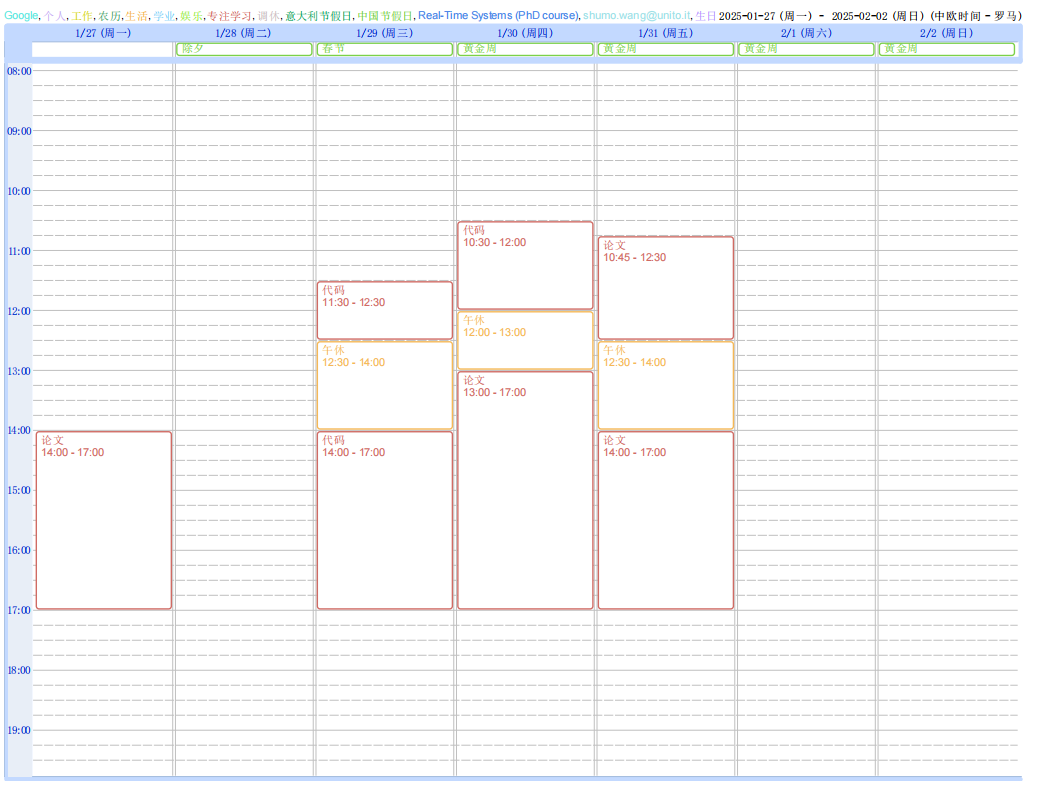 Google, 个人, 工作, 农历, 生活, 学业, 娱乐, 专注学习, 调休, 意大利节假日, 中国节假日, Real-Time Systems (PhD course), shumo.wang@unito.it, 生日 2025-01-27 (周一) - 2025-02-02 (周日) (中欧时间 - 罗马)
1/27 (周一) 1/28 (周二) 1/29 (周三) 1/30 (周四) 1/31 (周五) 2/1 (周六) 2/2 (周日)
除夕 春节 黄金周 黄金周 黄金周 黄金周
08:00
09:00
10:00
代码
10:30 - 12:00
论文
10:45 - 12:30
11:00
代码
11:30 - 12:30
12:00
午休
12:00 - 13:00
午休
12:30 - 14:00
午休
12:30 - 14:00
13:00
论文
13:00 - 17:00
14:00
论文
14:00 - 17:00
代码
14:00 - 17:00
论文
14:00 - 17:00
15:00
16:00
17:00
18:00
19:00